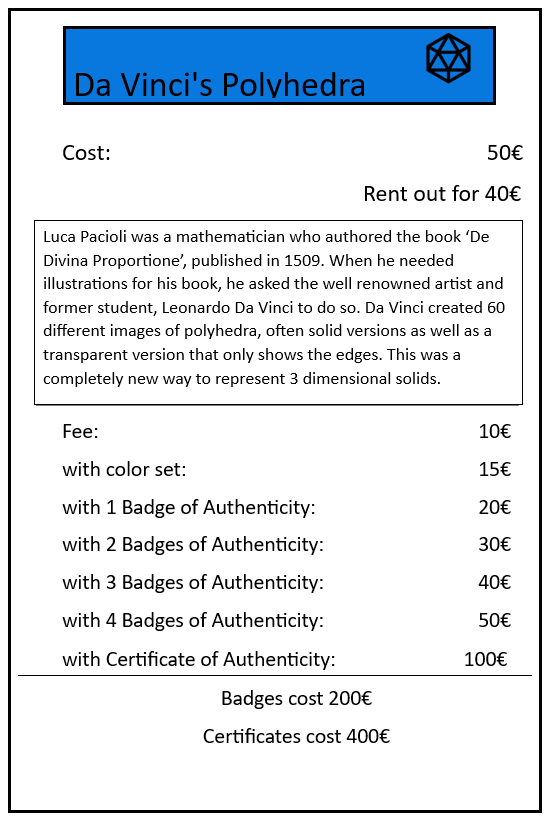 Da Vinci's Polyhedra
Cost: 50€
Rent out for 40€
Luca Pacioli was a mathematician who authored the book ‘De
Divina Proportione’, published in 1509. When he needed
illustrations for his book, he asked the well renowned artist and
former student, Leonardo Da Vinci to do so. Da Vinci created 60
different images of polyhedra, often solid versions as well as a
transparent version that only shows the edges. This was a
completely new way to represent 3 dimensional solids.
Fee: 10€
with color set: 15€
with 1 Badge of Authenticity: 20€
with 2 Badges of Authenticity: 30€
with 3 Badges of Authenticity: 40€
with 4 Badges of Authenticity: 50€
with Certificate of Authenticity: 100€
Badges cost 200€
Certificates cost 400€